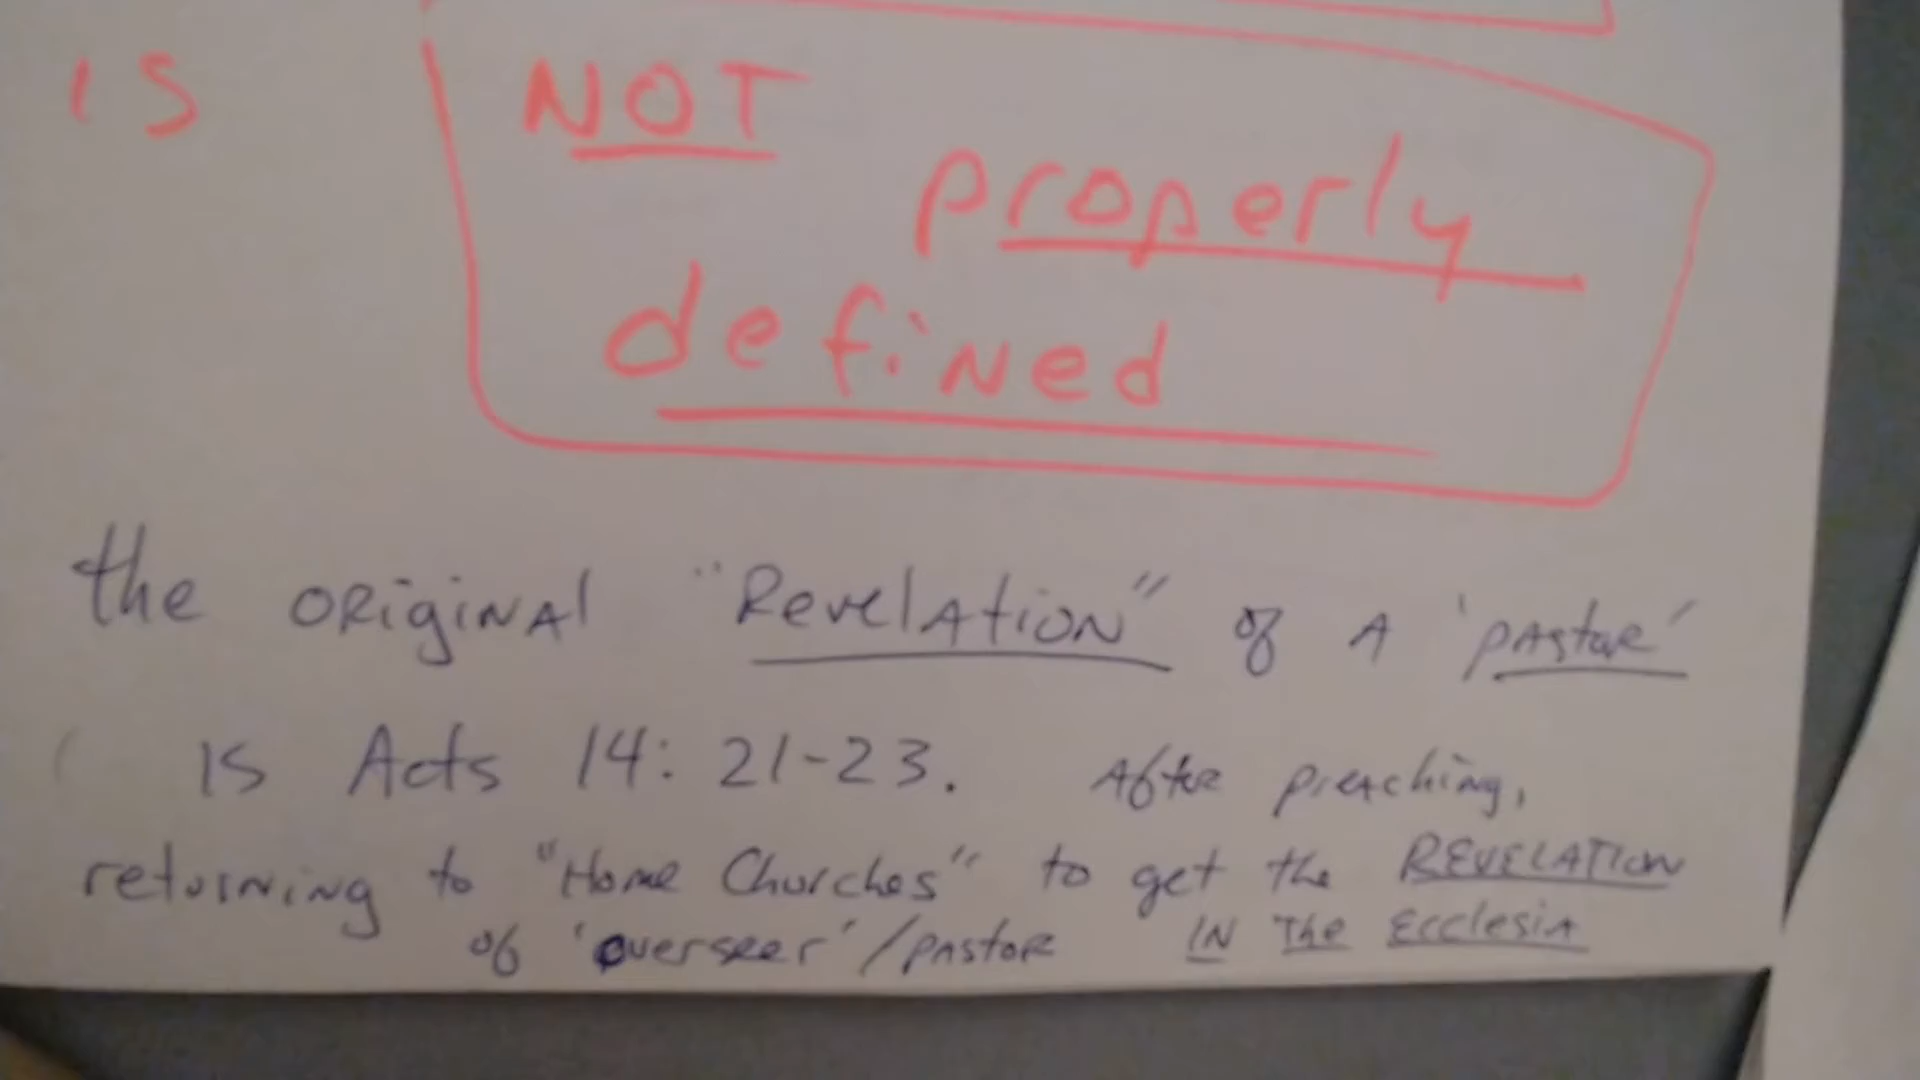 is NOT
properly
defined
the original "Revelation" of A 'pastor'
is Acts 14: 21-23. After preaching,
returning to "Home Churches" to get the REVELATION
of 'overseer'/pastor IN The Ecclesia